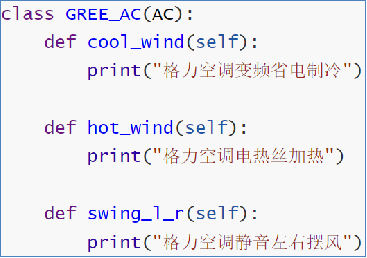 class GREE_AC(AC):
    def cool_wind(self):
        print("格力空调变频省电制冷")
    def hot_wind(self):
        print("格力空调电热丝加热")
    def swing_l_r(self):
        print("格力空调静音左右摆风")